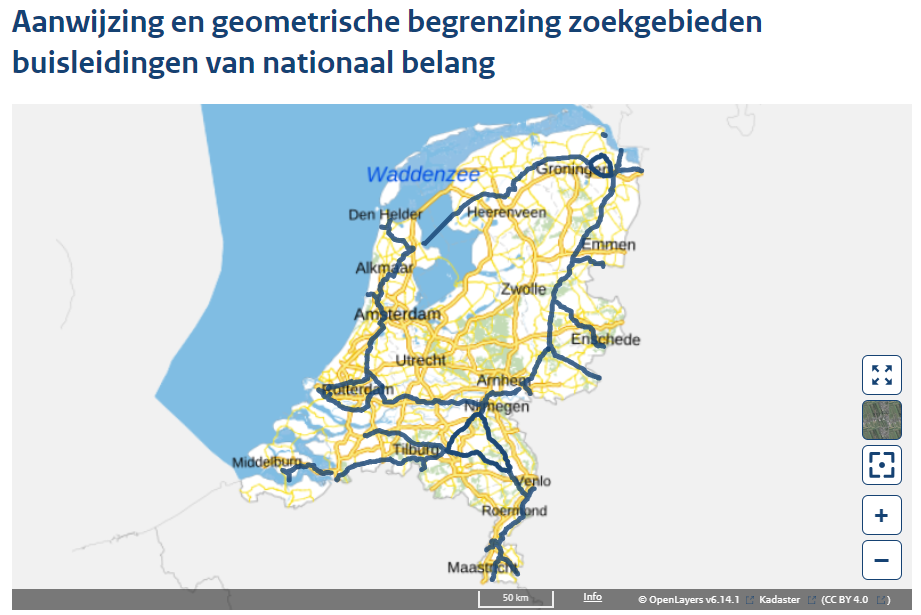 Aanwijzing en geometrische begrenzing zoekgebieden
buisleidingen van nationaal belang
Waddenzee
Groningen
Den Helder
Heerenveen
Emmen
Alkmaar
Zwolle
Amsterdam
Enschede
Utrecht
Arnhem
Rotterdam
Nijmegen
Tilburg
Middelburg
Venlo
Roermond
Maastricht
+
−
50 km
Info
© OpenLayers v6.14.1 Kadaster (CC BY 4.0 )